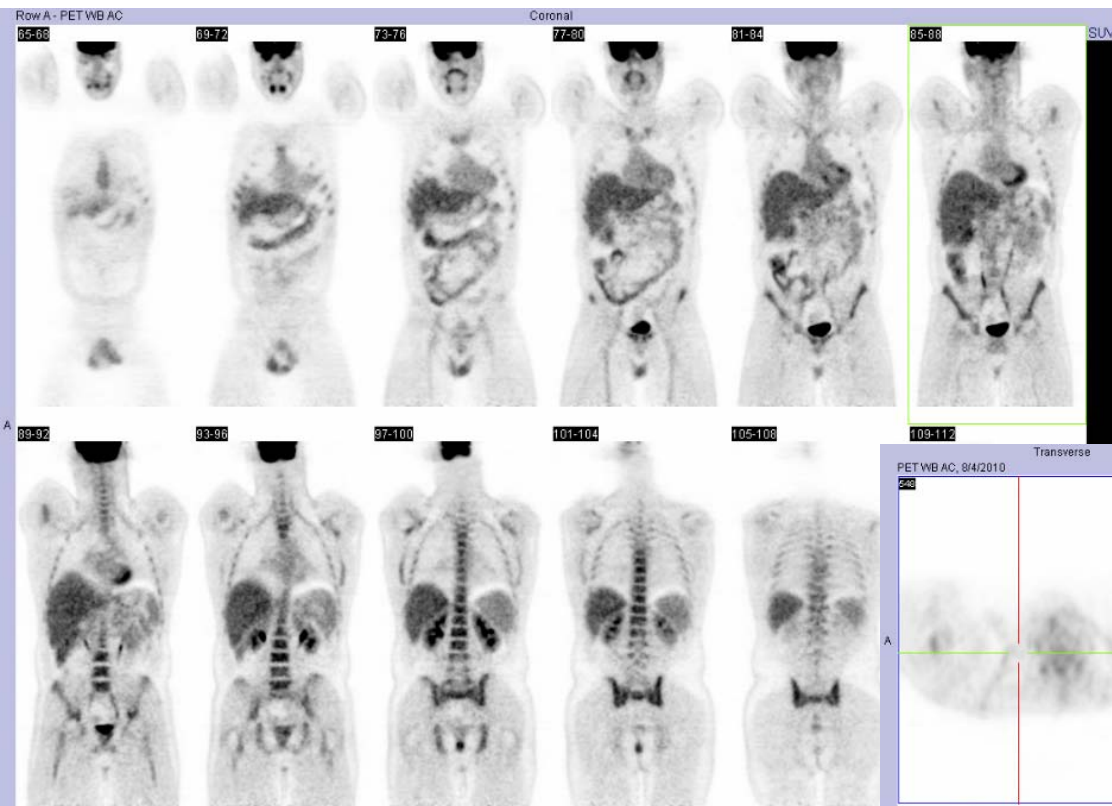 Row A - PET WB AC Coronal
65-68 69-72 73-76 77-80 81-84 85-88 SUV
A
89-92 93-96 97-100 101-104 105-108 109-112
Transverse
PET WB AC, 8/4/2010
548
A